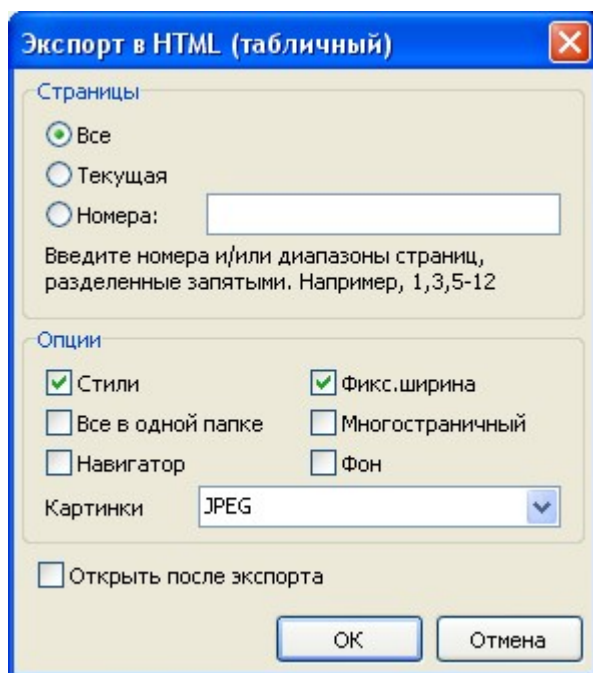 Экспорт в HTML (табличный)
Страницы
Все
Текущая
Номера:
Введите номера и/или диапазоны страниц,
разделенные запятыми. Например, 1,3,5-12
Опции
Стили
Фикс.ширина
Все в одной папке
Многостраничный
Навигатор
Фон
Картинки
JPEG
Открыть после экспорта
ОК
Отмена